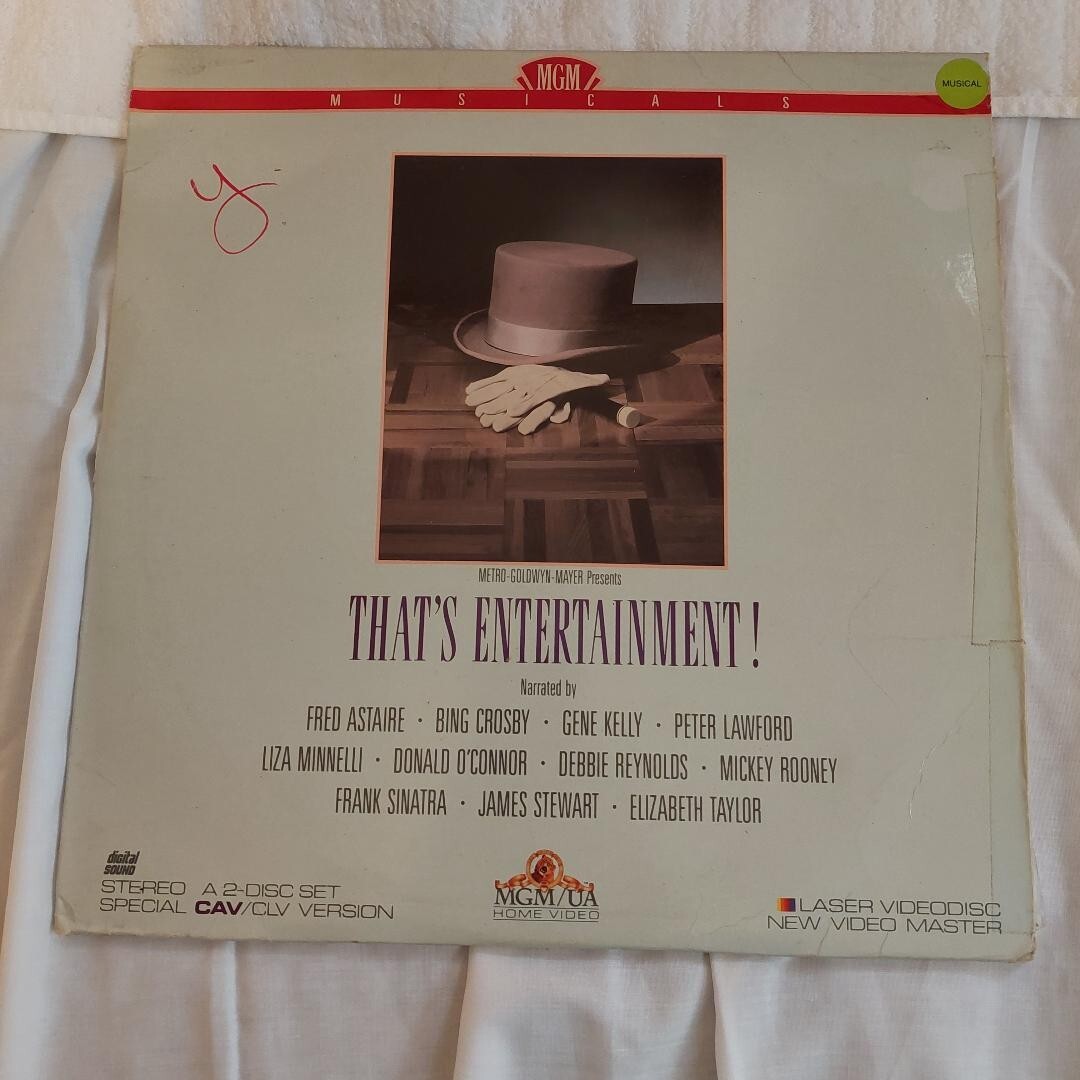 MGM
MUSICAL
MUSICALS
y
METRO-GOLDWYN-MAYER Presents
THAT'S ENTERTAINMENT!
Narrated by
FRED ASTAIRE · BING CROSBY · GENE KELLY · PETER LAWFORD
LIZA MINNELLI · DONALD O'CONNOR · DEBBIE REYNOLDS · MICKEY ROONEY
FRANK SINATRA · JAMES STEWART · ELIZABETH TAYLOR
digital
SOUND
STEREO A 2-DISC SET
SPECIAL CAV/CLV VERSION
MGM/UA
HOME VIDEO
LASER VIDEODISC
NEW VIDEO MASTER